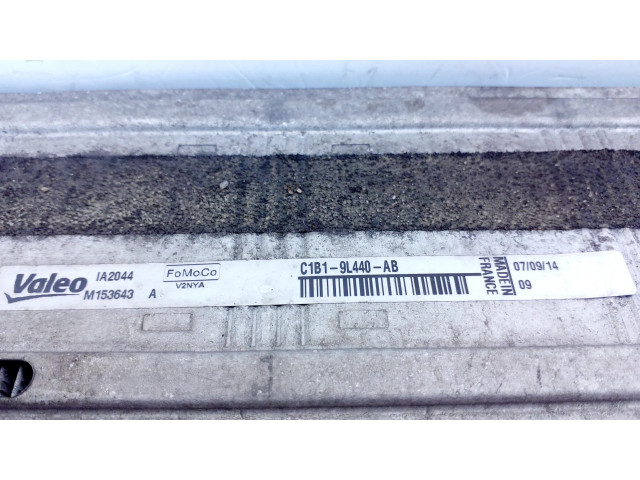 Valeo
IA2044
M153643 A
FoMoCo
V2NYA
C1B1-9L440-AB
MADE IN
FRANCE
07/09/14
09